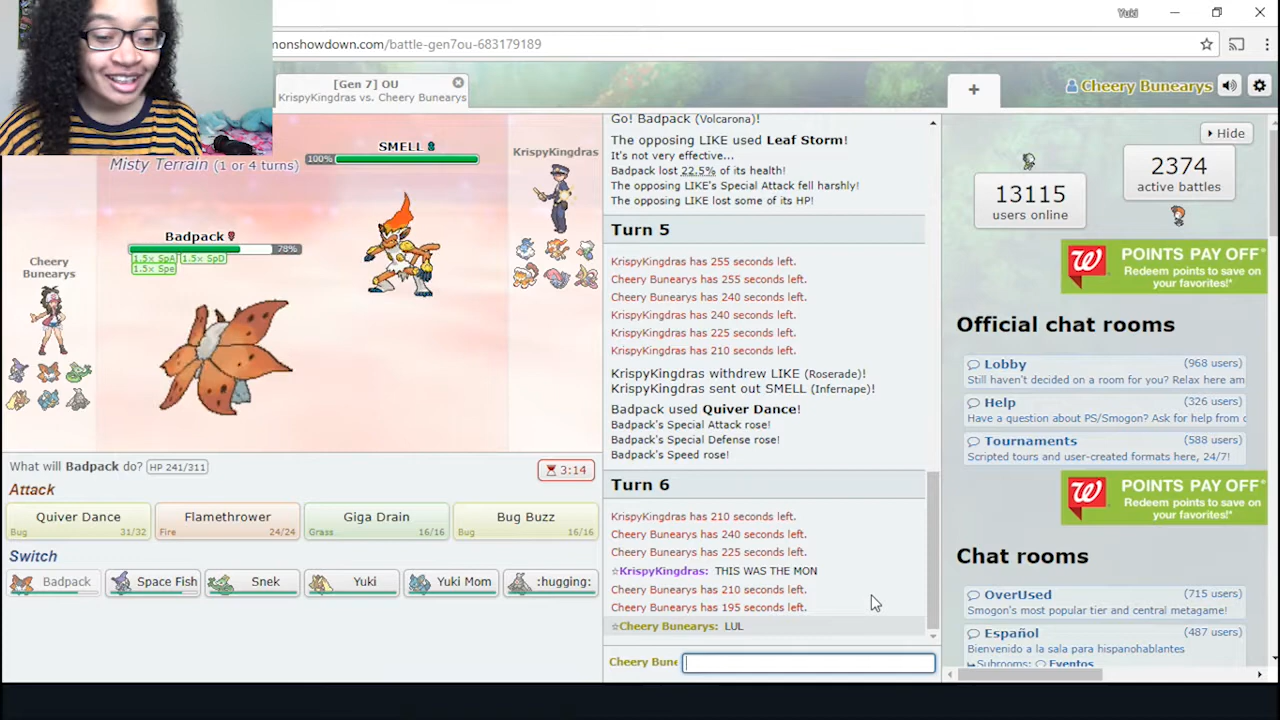 Yuki
monshowdown.com/battle-gen7ou-683179189
[Gen 7] OU
KrispyKingdras vs. Cheery Bunearys
+
Cheery Bunearys
Misty Terrain (1 or 4 turns)
SMELL
100%
KrispyKingdras
Badpack
78%
1.5× SpA
1.5× SpD
1.5× Spe
Cheery
Bunearys
What will Badpack do?
HP 241/311
3:14
Attack
Quiver Dance
Bug
31/32
Flamethrower
Fire
24/24
Giga Drain
Grass
16/16
Bug Buzz
Bug
16/16
Switch
Badpack
Space Fish
Snek
Yuki
Yuki Mom
:hugging:
Go! Badpack (Volcarona)!
The opposing LIKE used Leaf Storm!
It's not very effective...
Badpack lost 22.5% of its health!
The opposing LIKE's Special Attack fell harshly!
The opposing LIKE lost some of its HP!
Turn 5
KrispyKingdras has 255 seconds left.
Cheery Bunearys has 255 seconds left.
Cheery Bunearys has 240 seconds left.
KrispyKingdras has 240 seconds left.
KrispyKingdras has 225 seconds left.
KrispyKingdras has 210 seconds left.
KrispyKingdras withdrew LIKE (Roserade)!
KrispyKingdras sent out SMELL (Infernape)!
Badpack used Quiver Dance!
Badpack's Special Attack rose!
Badpack's Special Defense rose!
Badpack's Speed rose!
Turn 6
KrispyKingdras has 210 seconds left.
Cheery Bunearys has 240 seconds left.
Cheery Bunearys has 225 seconds left.
☆KrispyKingdras: THIS WAS THE MON
Cheery Bunearys has 210 seconds left.
Cheery Bunearys has 195 seconds left.
☆Cheery Bunearys: LUL
Cheery Bune
Hide
13115
users online
2374
active battles
POINTS PAY OFF
Redeem points to save on
your favorites!*
Official chat rooms
Lobby
(968 users)
Still haven't decided on a room for you? Relax here am
Help
(326 users)
Have a question about PS/Smogon? Ask for help from
Tournaments
(588 users)
Scripted tours and user-created formats here, 24/7!
POINTS PAY OFF
Redeem points to save on
your favorites!*
Chat rooms
OverUsed
(715 users)
Smogon's most popular tier and central metagame!
Español
(487 users)
Bienvenido a la sala para hispanohablantes
Subrooms: Eventos